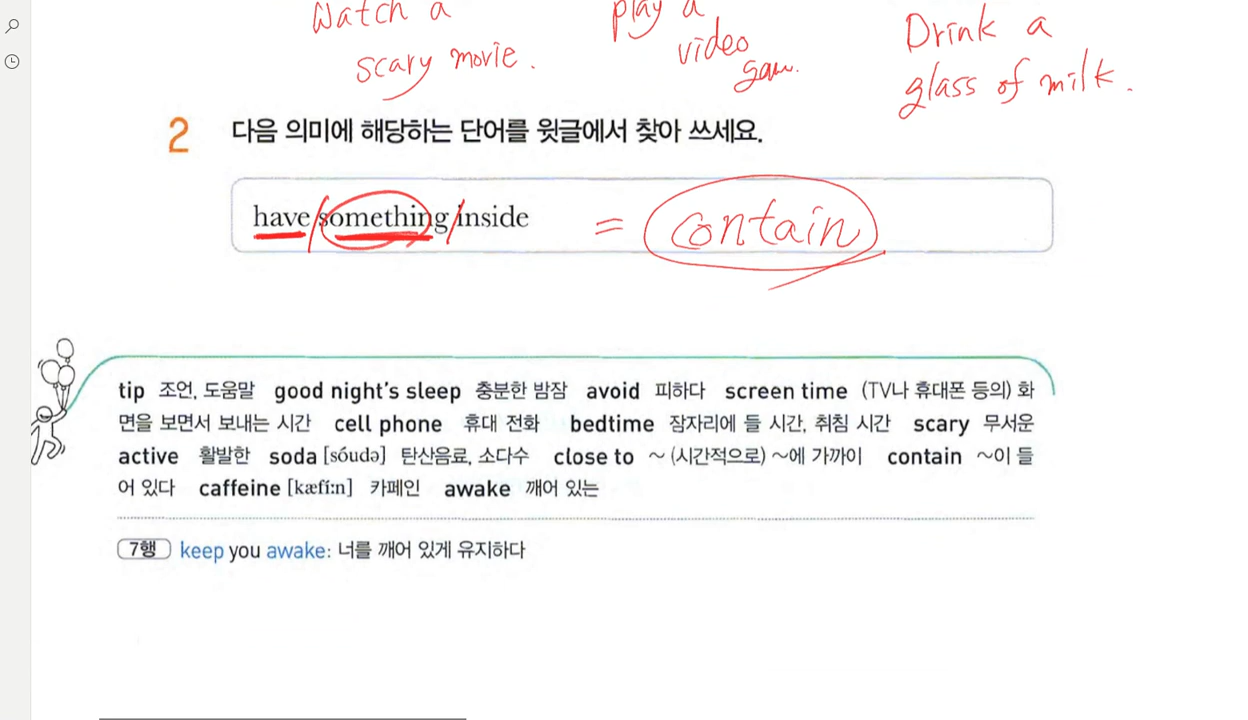 Watch a
scary movie.
play a
video
game.
Drink a
glass of milk.
2 다음 의미에 해당하는 단어를 윗글에서 찾아 쓰세요.
have/something/inside = contain
tip 조언, 도움말 good night's sleep 충분한 밤잠 avoid 피하다 screen time (TV나 휴대폰 등의) 화
면을 보면서 보내는 시간 cell phone 휴대 전화 bedtime 잠자리에 들 시간, 취침 시간 scary 무서운
active 활발한 soda [sóudə] 탄산음료, 소다수 close to ~ (시간적으로) ~에 가까이 contain ~이 들
어 있다 caffeine [kæfíːn] 카페인 awake 깨어 있는
7행 keep you awake: 너를 깨어 있게 유지하다